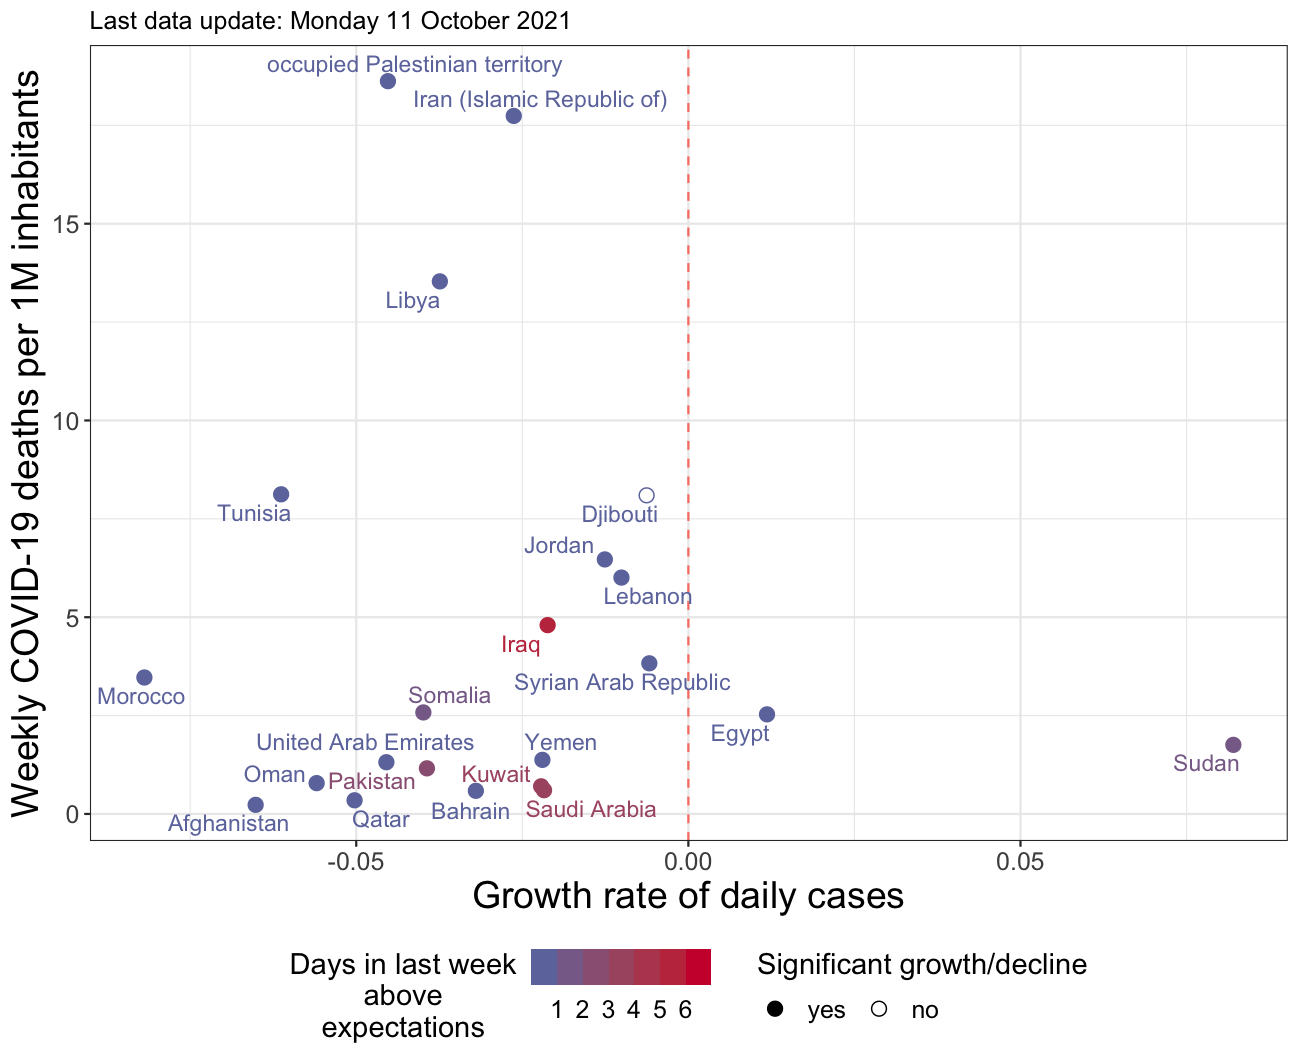 Last data update: Monday 11 October 2021
Weekly COVID-19 deaths per 1M inhabitants
occupied Palestinian territory
Iran (Islamic Republic of)
15
Libya
10
Tunisia
Djibouti
Jordan
Lebanon
5
Iraq
Syrian Arab Republic
Morocco
Somalia
Egypt
United Arab Emirates
Yemen
Sudan
Oman
Pakistan
Kuwait
0
Afghanistan
Qatar
Bahrain
Saudi Arabia
-0.05
0.00
0.05
Growth rate of daily cases
Days in last week
above
expectations
1 2 3 4 5 6
Significant growth/decline
yes
no